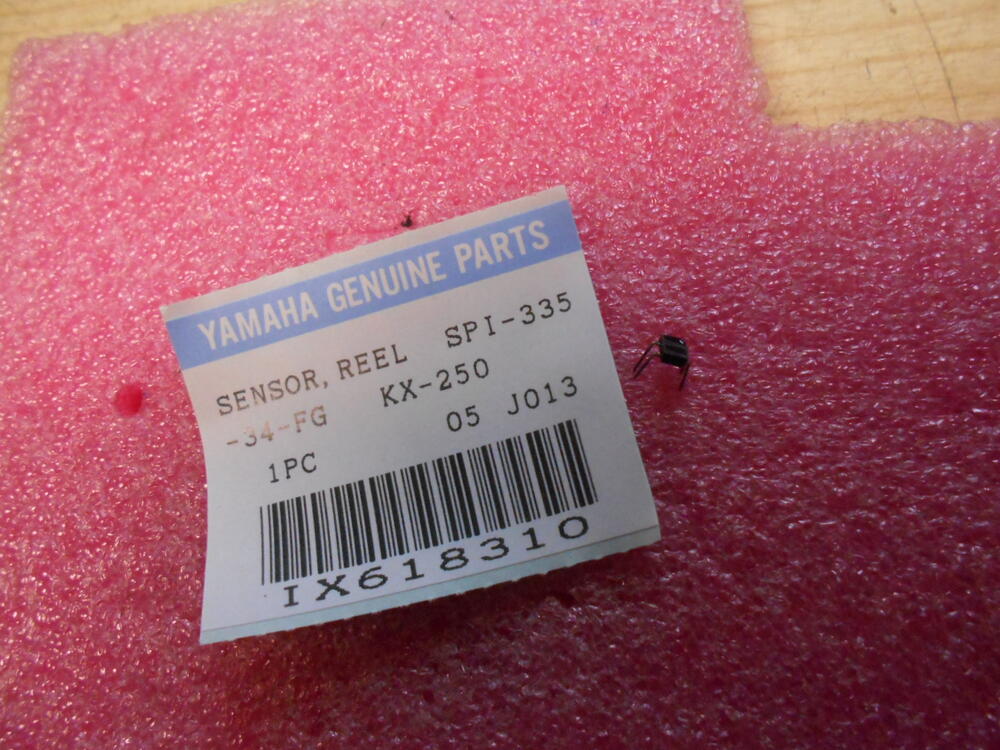 YAMAHA GENUINE PARTS
SENSOR, REEL SPI-335
-34-FG KX-250
1PC 05 J013
IX618310